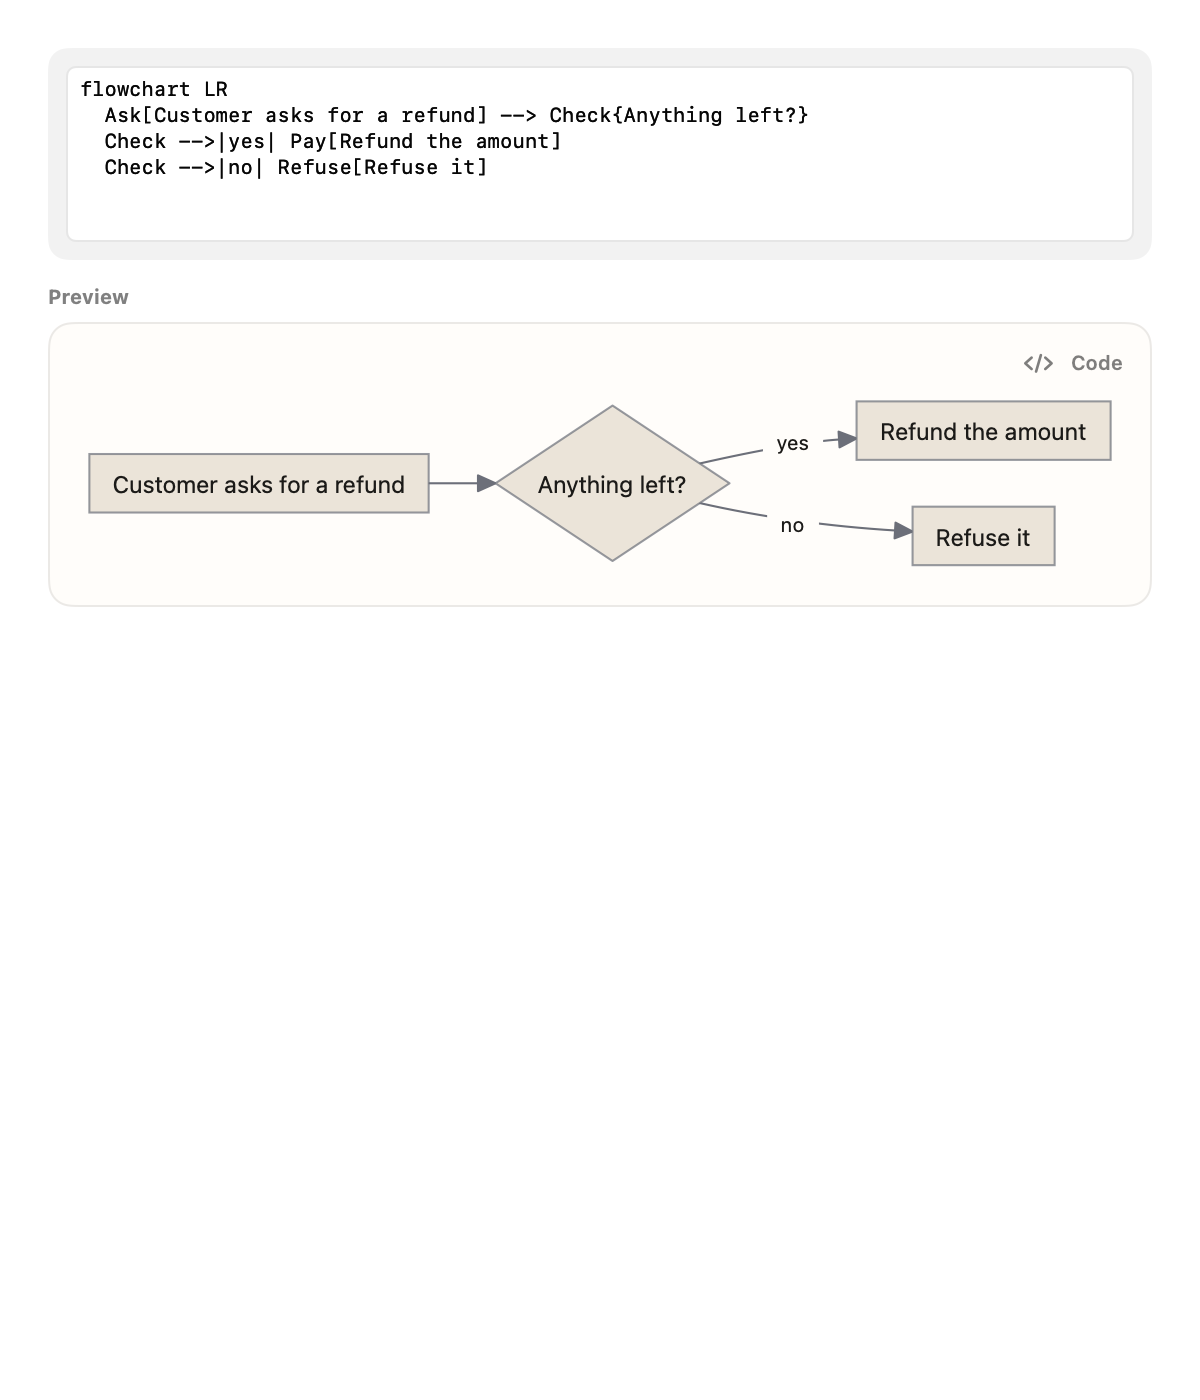 flowchart LR
  Ask[Customer asks for a refund] --> Check{Anything left?}
  Check -->|yes| Pay[Refund the amount]
  Check -->|no| Refuse[Refuse it]
Preview
</> Code
Customer asks for a refund
Anything left?
yes
Refund the amount
no
Refuse it